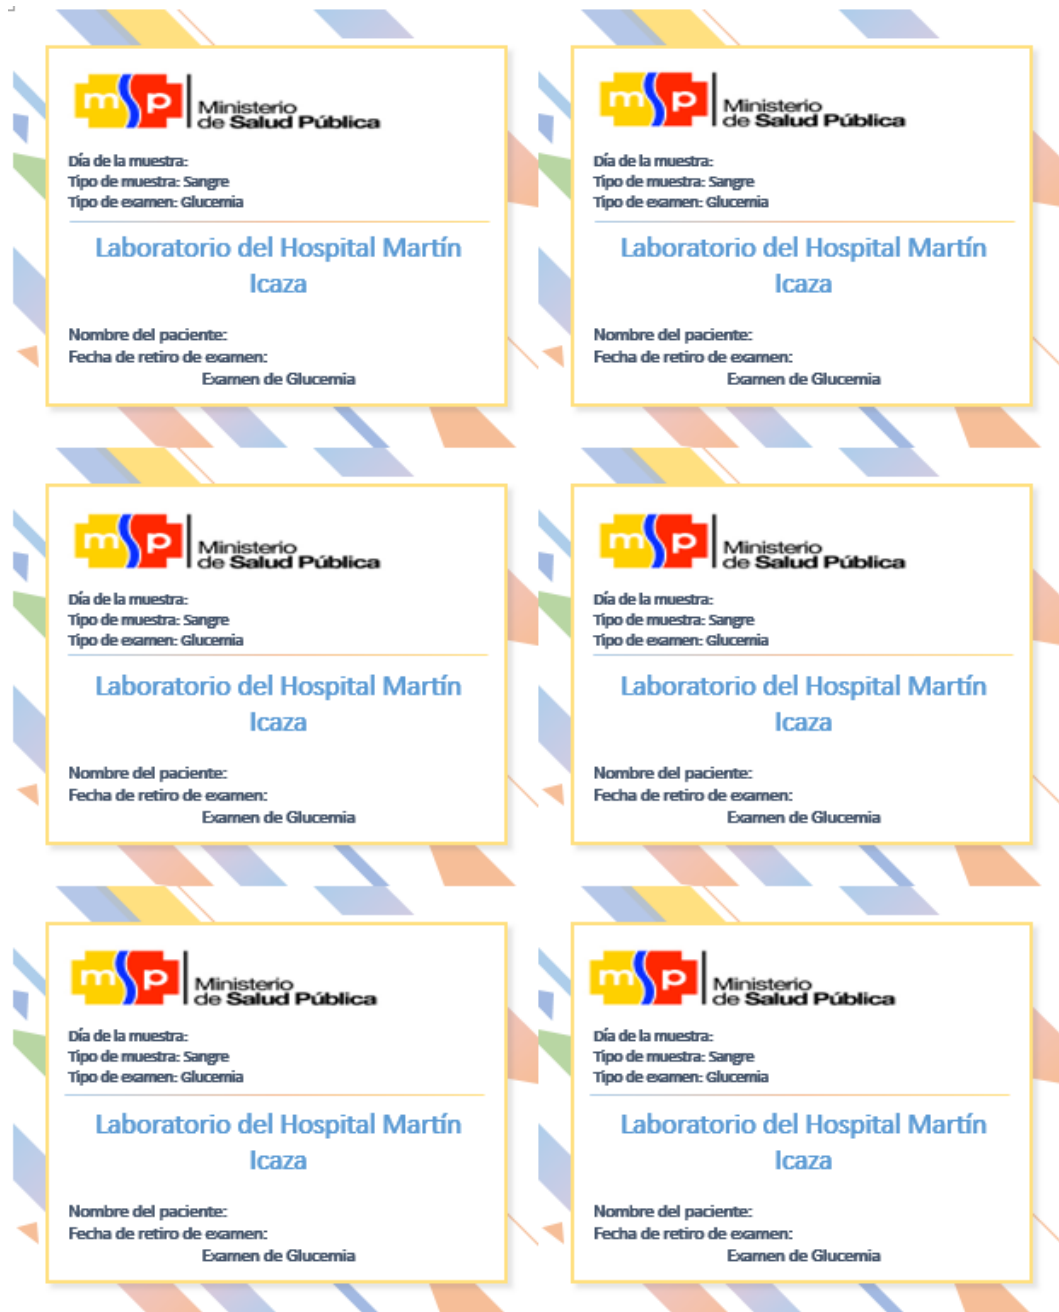 msp
Ministerio
de Salud Pública
Día de la muestra:
Tipo de muestra: Sangre
Tipo de examen: Glucemia
Laboratorio del Hospital Martín
Icaza
Nombre del paciente:
Fecha de retiro de examen:
Examen de Glucemia
msp
Ministerio
de Salud Pública
Día de la muestra:
Tipo de muestra: Sangre
Tipo de examen: Glucemia
Laboratorio del Hospital Martín
Icaza
Nombre del paciente:
Fecha de retiro de examen:
Examen de Glucemia
msp
Ministerio
de Salud Pública
Día de la muestra:
Tipo de muestra: Sangre
Tipo de examen: Glucemia
Laboratorio del Hospital Martín
Icaza
Nombre del paciente:
Fecha de retiro de examen:
Examen de Glucemia
msp
Ministerio
de Salud Pública
Día de la muestra:
Tipo de muestra: Sangre
Tipo de examen: Glucemia
Laboratorio del Hospital Martín
Icaza
Nombre del paciente:
Fecha de retiro de examen:
Examen de Glucemia
msp
Ministerio
de Salud Pública
Día de la muestra:
Tipo de muestra: Sangre
Tipo de examen: Glucemia
Laboratorio del Hospital Martín
Icaza
Nombre del paciente:
Fecha de retiro de examen:
Examen de Glucemia
msp
Ministerio
de Salud Pública
Día de la muestra:
Tipo de muestra: Sangre
Tipo de examen: Glucemia
Laboratorio del Hospital Martín
Icaza
Nombre del paciente:
Fecha de retiro de examen:
Examen de Glucemia